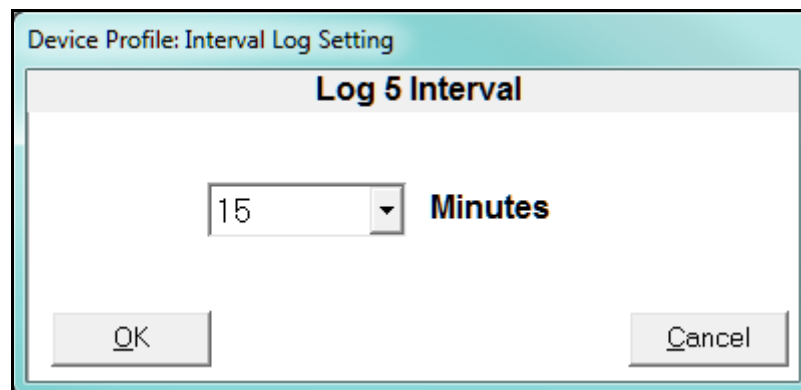 Device Profile: Interval Log Setting
Log 5 Interval
15 Minutes
OK Cancel